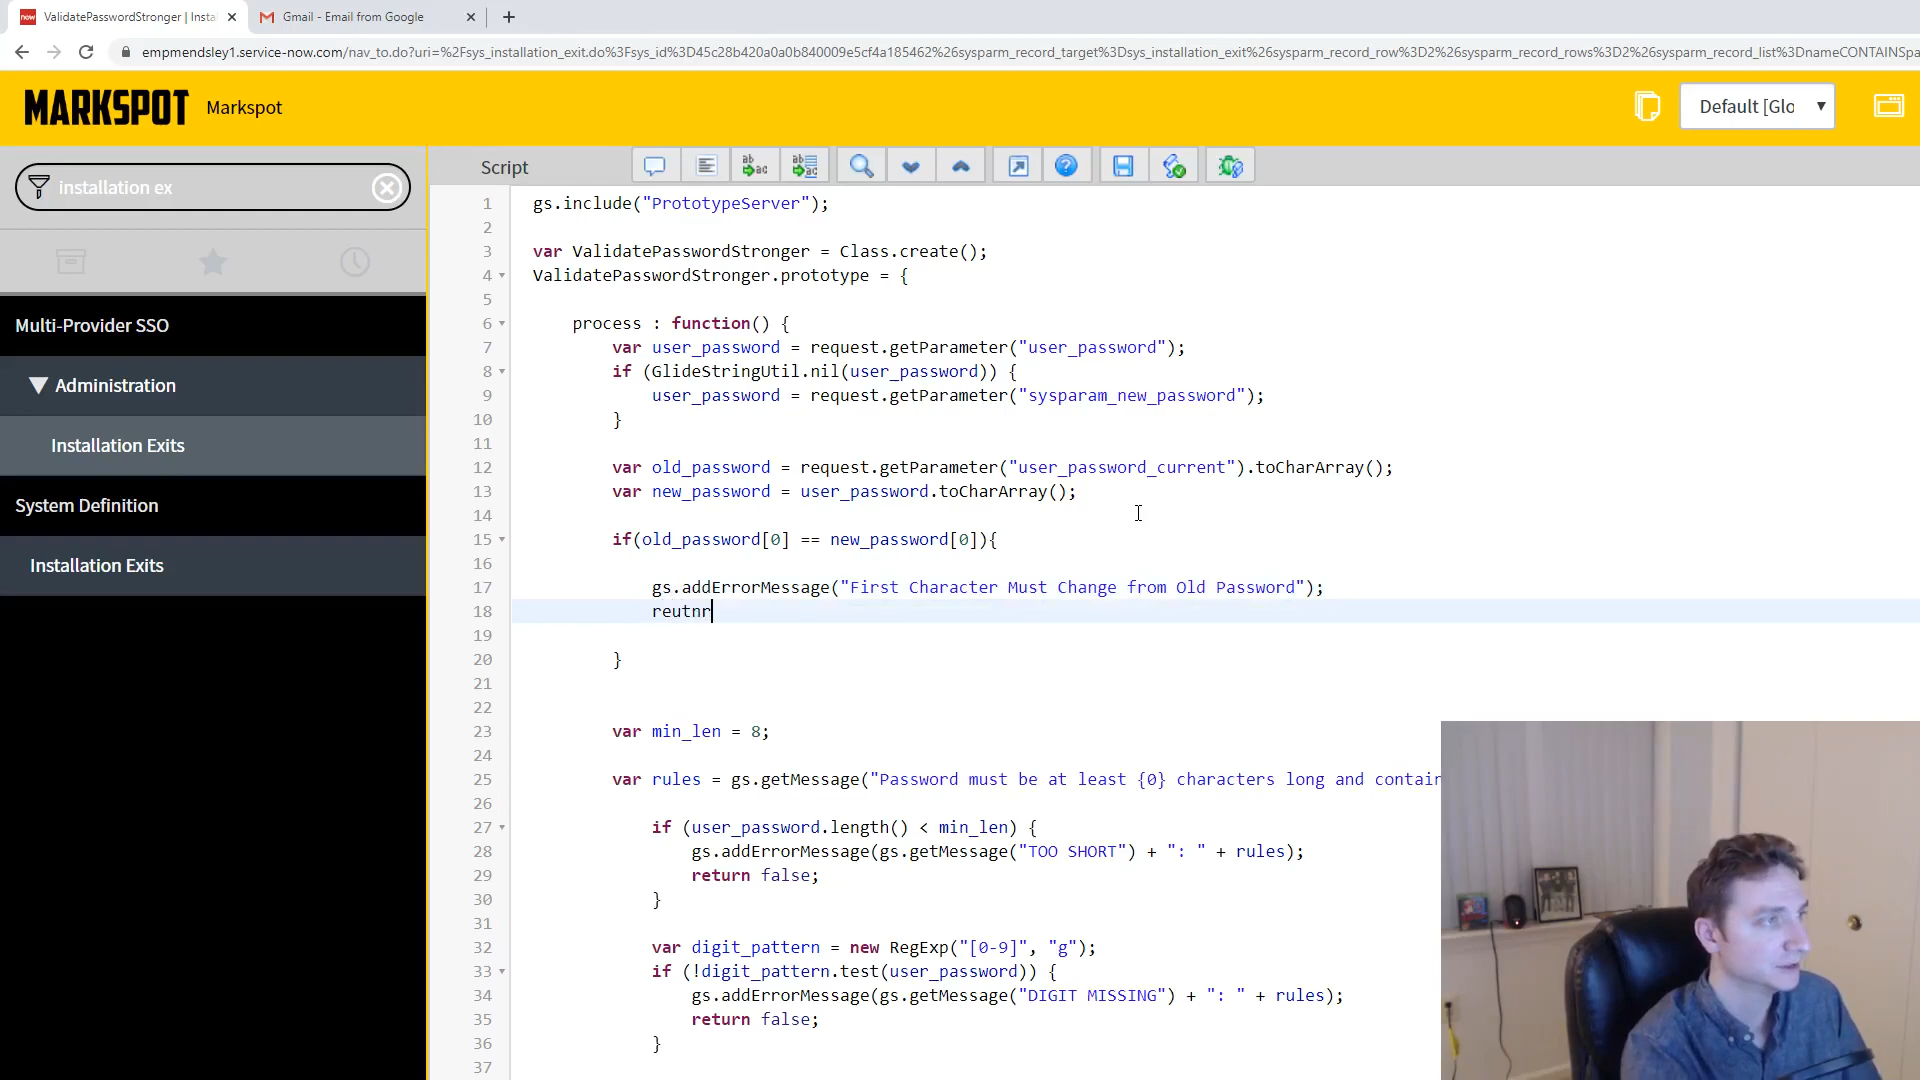 ValidatePasswordStronger | Insta
Gmail - Email from Google
empmendsley1.service-now.com/nav_to.do?uri=%2Fsys_installation_exit.do%3Fsys_id%3D45c28b420a0a0b840009e5cf4a185462%26sysparm_record_target%3Dsys_installation_exit%26sysparm_record_row%3D2%26sysparm_record_rows%3D2%26sysparm_record_list%3DnameCONTAINSpa
MARKSPOT Markspot
Default [Glo
installation ex
Multi-Provider SSO
Administration
Installation Exits
System Definition
Installation Exits
Script
1 gs.include("PrototypeServer");
2
3 var ValidatePasswordStronger = Class.create();
4 ValidatePasswordStronger.prototype = {
5
6 process : function() {
7 var user_password = request.getParameter("user_password");
8 if (GlideStringUtil.nil(user_password)) {
9 user_password = request.getParameter("sysparam_new_password");
10 }
11
12 var old_password = request.getParameter("user_password_current").toCharArray();
13 var new_password = user_password.toCharArray();
14
15 if(old_password[0] == new_password[0]){
16
17 gs.addErrorMessage("First Character Must Change from Old Password");
18 reutnr
19
20 }
21
22
23 var min_len = 8;
24
25 var rules = gs.getMessage("Password must be at least {0} characters long and contain
26
27 if (user_password.length() < min_len) {
28 gs.addErrorMessage(gs.getMessage("TOO SHORT") + ": " + rules);
29 return false;
30 }
31
32 var digit_pattern = new RegExp("[0-9]", "g");
33 if (!digit_pattern.test(user_password)) {
34 gs.addErrorMessage(gs.getMessage("DIGIT MISSING") + ": " + rules);
35 return false;
36 }
37